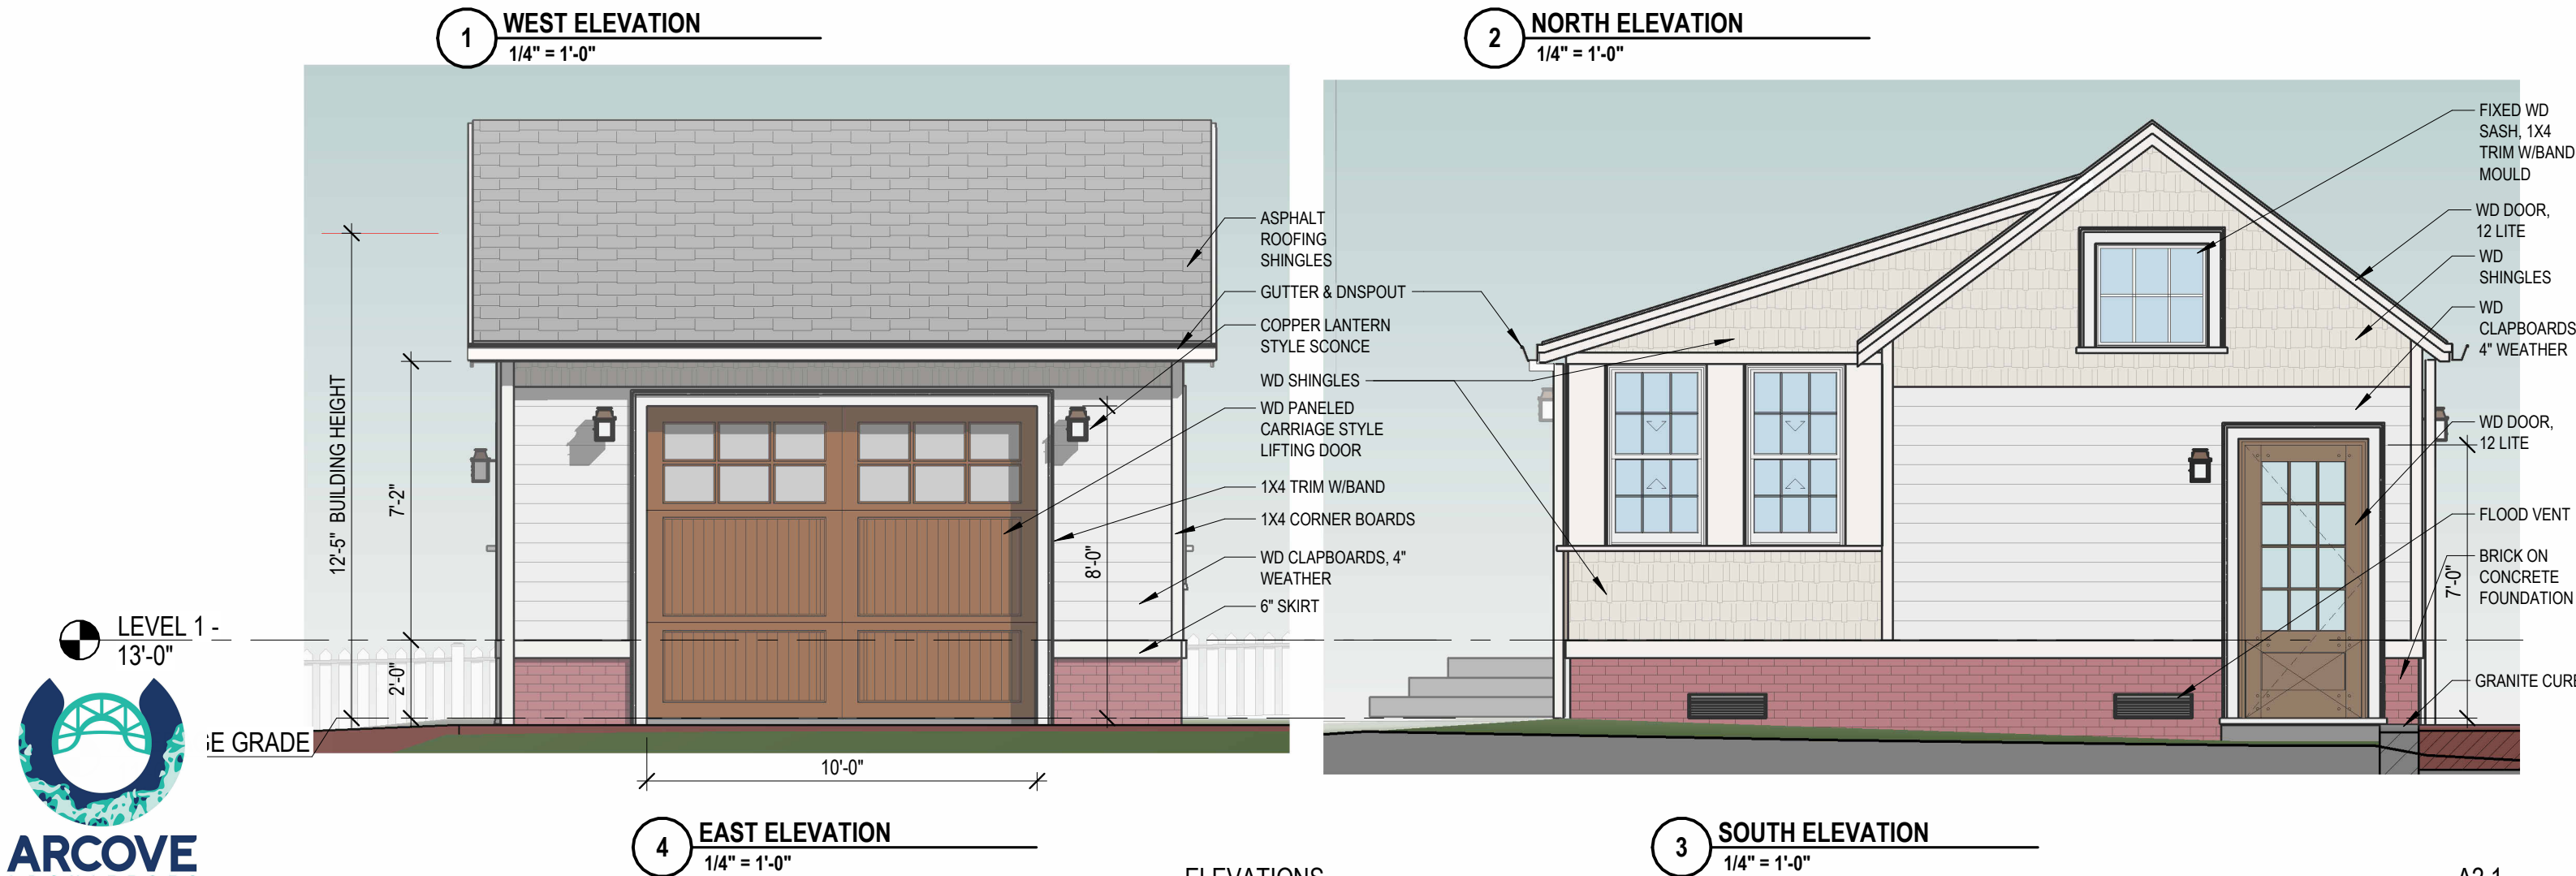 1
WEST ELEVATION
1/4" = 1'-0"
2
NORTH ELEVATION
1/4" = 1'-0"
12'-5" BUILDING HEIGHT
7'-2"
2'-0"
8'-0"
10'-0"
LEVEL 1 -
13'-0"
E GRADE
ASPHALT
ROOFING
SHINGLES
GUTTER & DNSPOUT
COPPER LANTERN
STYLE SCONCE
WD SHINGLES
WD PANELED
CARRIAGE STYLE
LIFTING DOOR
1X4 TRIM W/BAND
1X4 CORNER BOARDS
WD CLAPBOARDS, 4"
WEATHER
6" SKIRT
FIXED WD
SASH, 1X4
TRIM W/BAND
MOULD
WD DOOR,
12 LITE
WD
SHINGLES
WD
CLAPBOARDS
4" WEATHER
WD DOOR,
12 LITE
FLOOD VENT
BRICK ON
CONCRETE
FOUNDATION
7'-0"
GRANITE CURB
ARCOVE
4
EAST ELEVATION
1/4" = 1'-0"
3
SOUTH ELEVATION
1/4" = 1'-0"
ELEVATIONS
A2.1